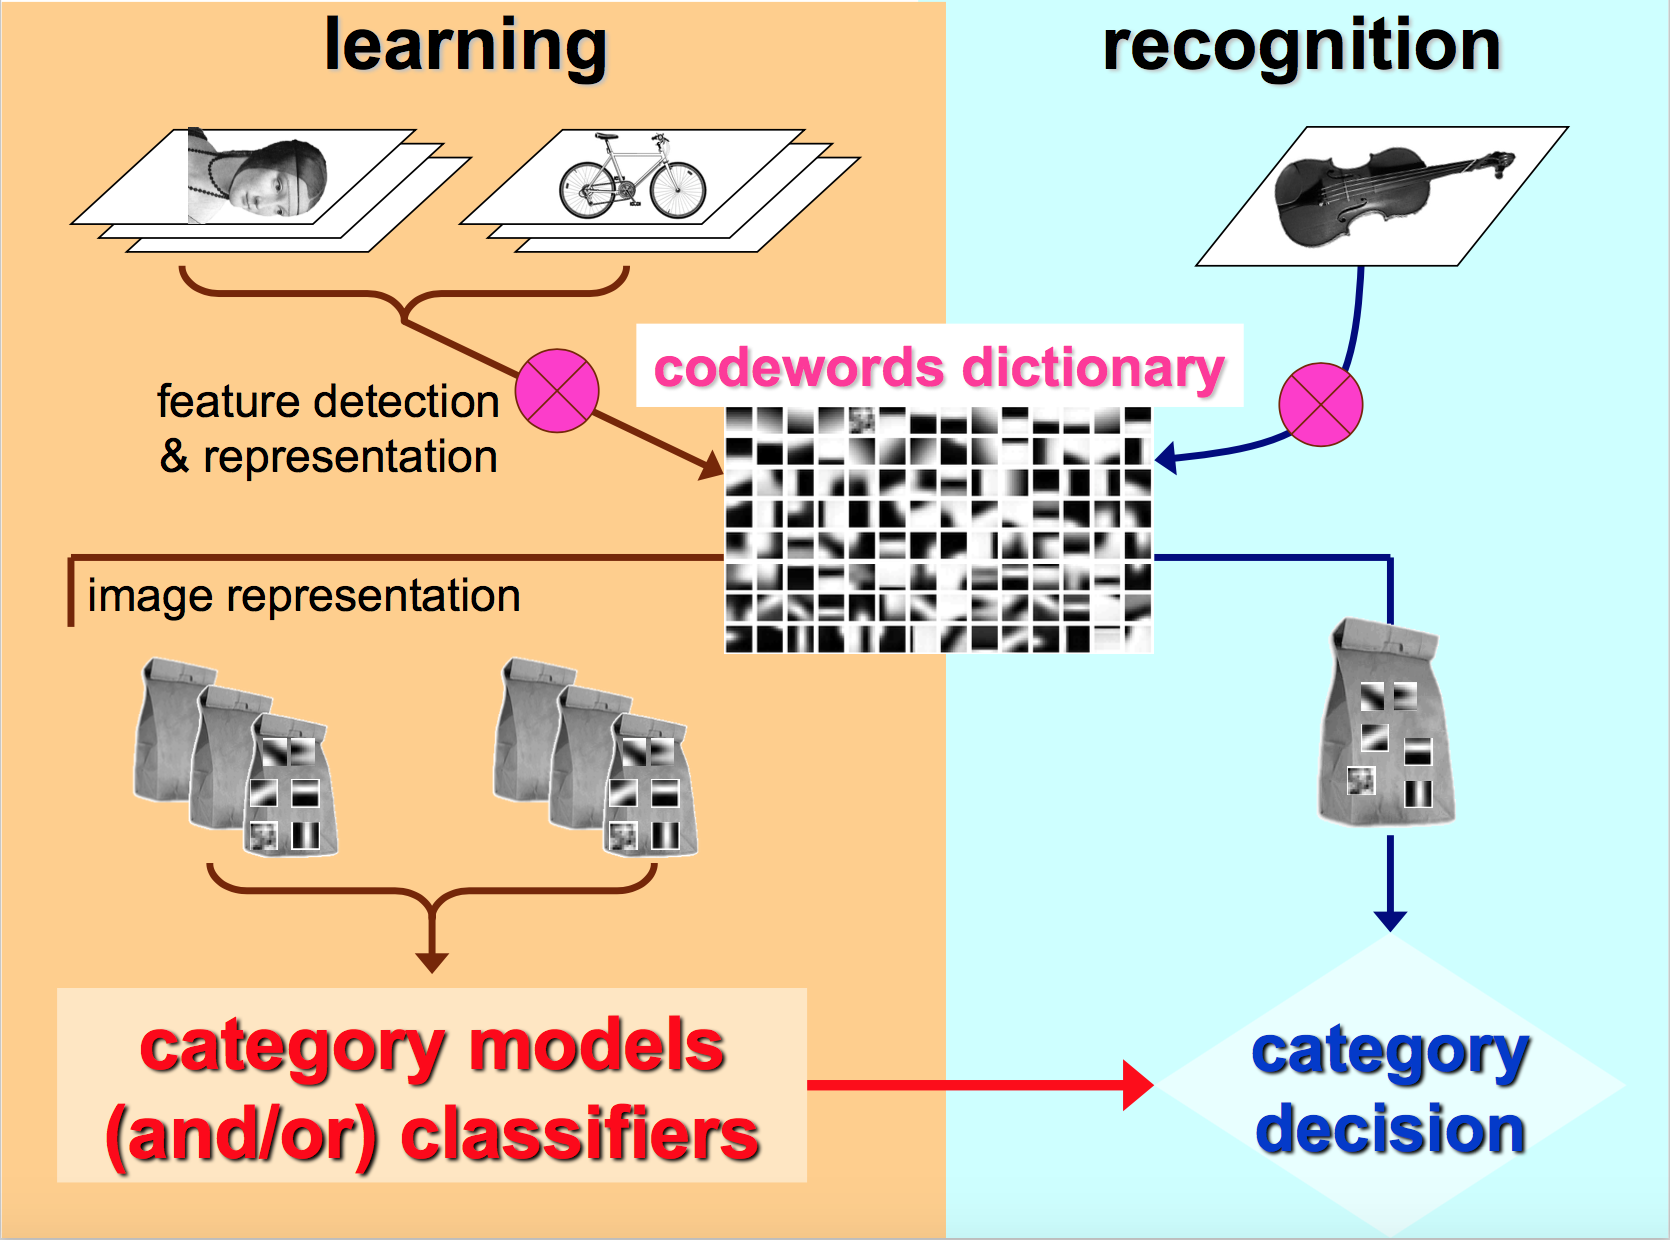 learning
recognition
codewords dictionary
feature detection
& representation
image representation
category models
(and/or) classifiers
category
decision